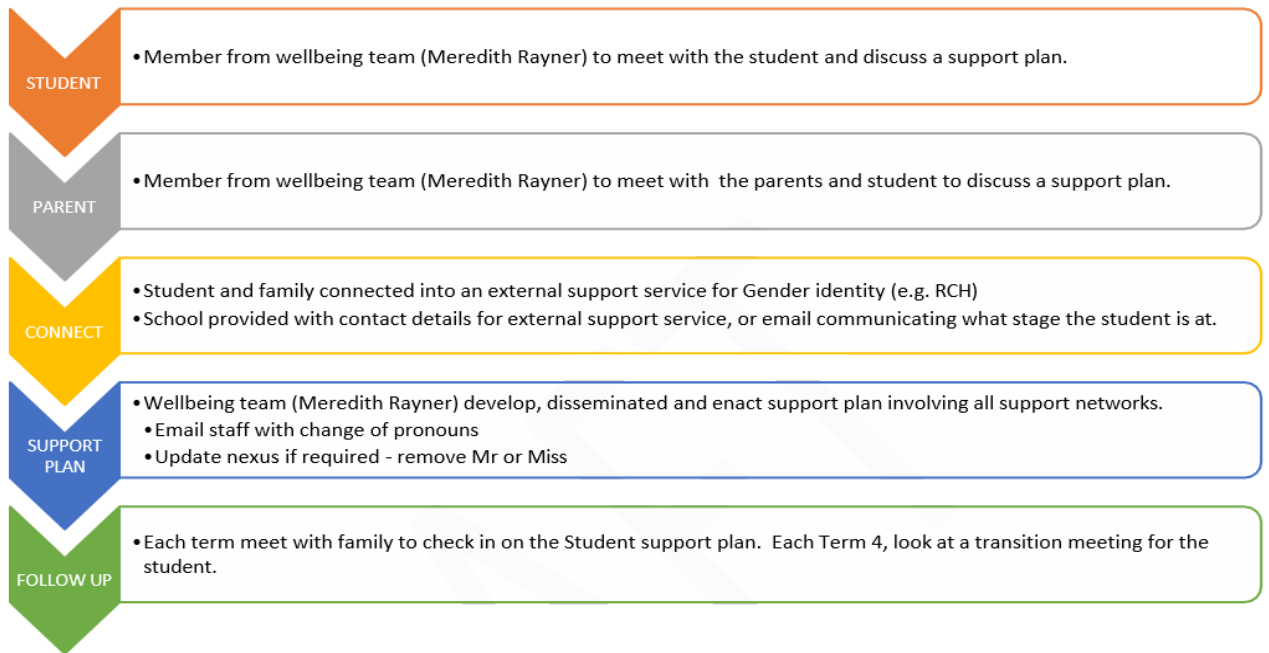 STUDENT
•Member from wellbeing team (Meredith Rayner) to meet with the student and discuss a support plan.
PARENT
•Member from wellbeing team (Meredith Rayner) to meet with  the parents and student to discuss a support plan.
CONNECT
•Student and family connected into an external support service for Gender identity (e.g. RCH)
•School provided with contact details for external support service, or email communicating what stage the student is at.
SUPPORT
PLAN
•Wellbeing team (Meredith Rayner) develop, disseminated and enact support plan involving all support networks.
•Email staff with change of pronouns
•Update nexus if required - remove Mr or Miss
FOLLOW UP
•Each term meet with family to check in on the Student support plan.  Each Term 4, look at a transition meeting for the
student.